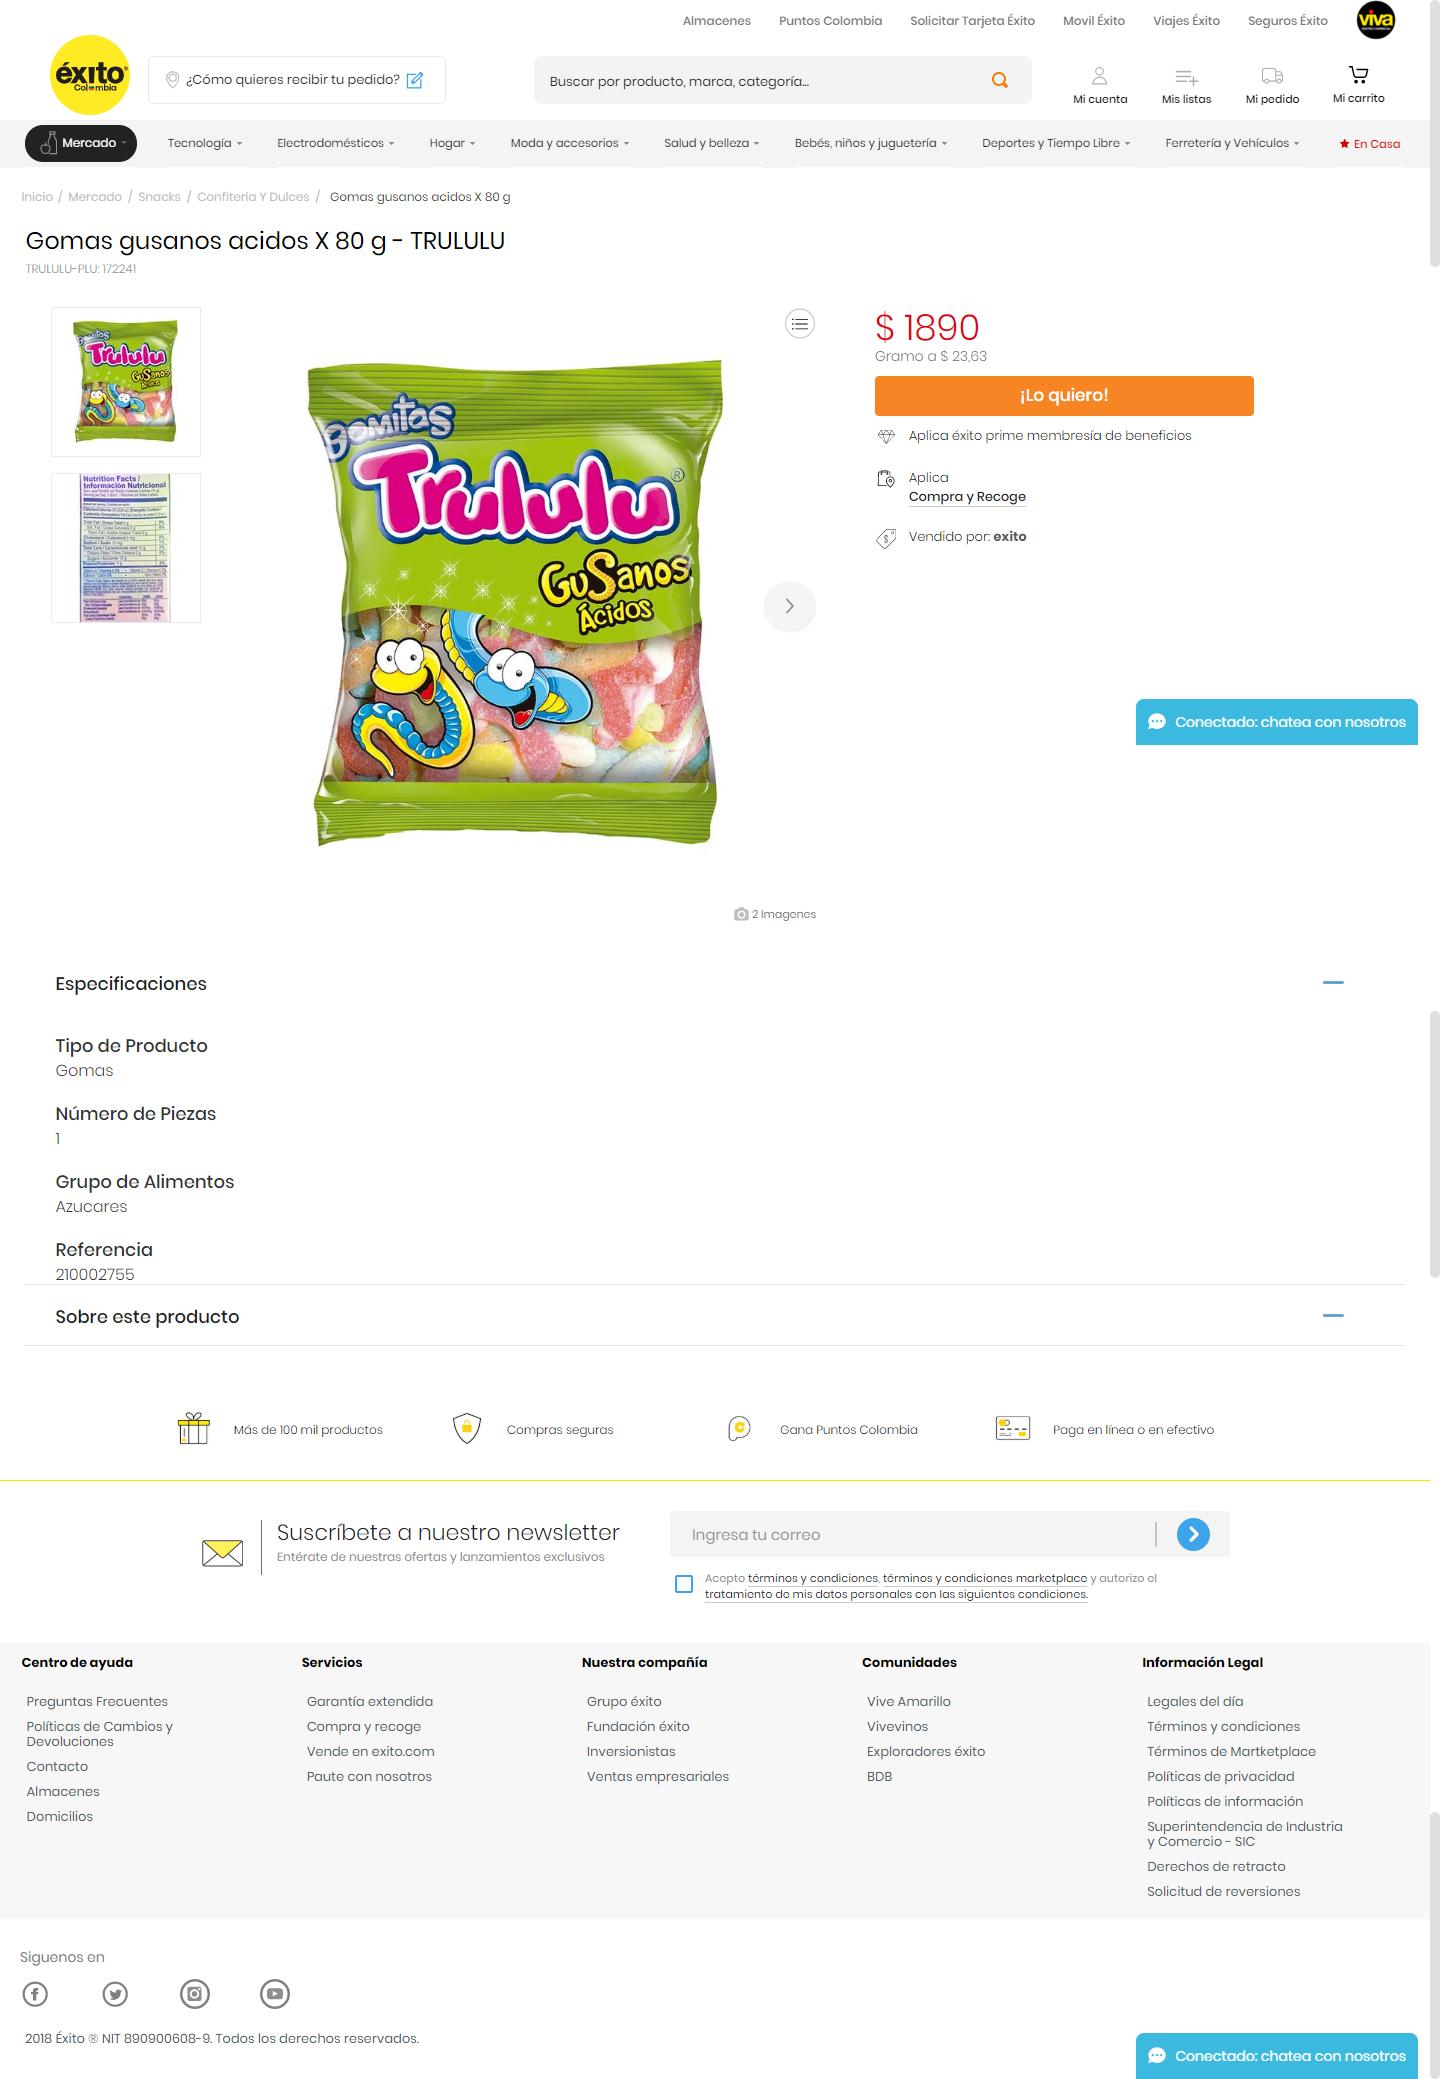 Almacenes Puntos Colombia Solicitar Tarjeta Éxito Movil Éxito Viajes Éxito Seguros Éxito viva
éxito
Colombia
¿Cómo quieres recibir tu pedido?
Buscar por producto, marca, categoría...
Mi cuenta Mis listas Mi pedido Mi carrito
Mercado Tecnología Electrodomésticos Hogar Moda y accesorios Salud y belleza Bebés, niños y juguetería Deportes y Tiempo Libre Ferretería y Vehículos En Casa
Inicio / Mercado / Snacks / Confiteria Y Dulces / Gomas gusanos acidos X 80 g
Gomas gusanos acidos X 80 g - TRULULU
TRULULU-PLU: 172241
Gomitas
Trululu
Gusanos
Ácidos
Nutrition Facts /
Información Nutricional
Gomitas
Trululu®
Gusanos
Ácidos
2 Imagenes
$ 1890
Gramo a $ 23,63
¡Lo quiero!
Aplica éxito prime membresía de beneficios
Aplica
Compra y Recoge
Vendido por: exito
Conectado: chatea con nosotros
Especificaciones
Tipo de Producto
Gomas
Número de Piezas
1
Grupo de Alimentos
Azucares
Referencia
210002755
Sobre este producto
Más de 100 mil productos Compras seguras Gana Puntos Colombia Paga en línea o en efectivo
Suscríbete a nuestro newsletter
Entérate de nuestras ofertas y lanzamientos exclusivos
Ingresa tu correo
Acepto términos y condiciones, términos y condiciones marketplace y autorizo el
tratamiento de mis datos personales con las siguientes condiciones.
Centro de ayuda
Preguntas Frecuentes
Políticas de Cambios y
Devoluciones
Contacto
Almacenes
Domicilios
Servicios
Garantía extendida
Compra y recoge
Vende en exito.com
Paute con nosotros
Nuestra compañía
Grupo éxito
Fundación éxito
Inversionistas
Ventas empresariales
Comunidades
Vive Amarillo
Vivevinos
Exploradores éxito
BDB
Información Legal
Legales del día
Términos y condiciones
Términos de Martketplace
Políticas de privacidad
Políticas de información
Superintendencia de Industria
y Comercio - SIC
Derechos de retracto
Solicitud de reversiones
Siguenos en
2018 Éxito ® NIT 890900608-9. Todos los derechos reservados.
Conectado: chatea con nosotros